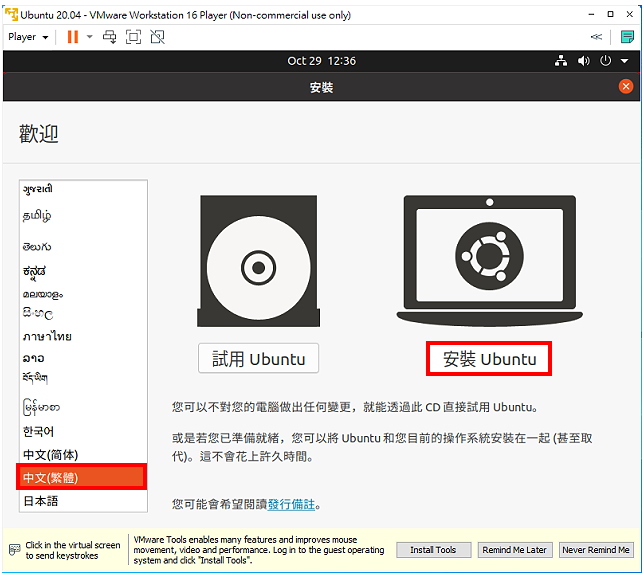 Ubuntu 20.04 - VMware Workstation 16 Player (Non-commercial use only)
Player
Oct 29 12:36
安裝
歡迎
ગુજરાતી
தமிழ்
తెలుగు
ಕನ್ನಡ
മലയാളം
සිංහල
ภาษาไทย
ລາວ
བོད་ཡིག
မြန်မာစာ
한국어
中文(简体)
中文(繁體)
日本語
試用 Ubuntu
安裝 Ubuntu
您可以不對您的電腦做出任何變更，就能透過此 CD 直接試用 Ubuntu。
或是若您已準備就緒，您可以將 Ubuntu 和您目前的操作系統安裝在一起 (甚至取
代)。這不會花上許久時間。
您可能會希望閱讀發行備註。
Click in the virtual screen
to send keystrokes
VMware Tools enables many features and improves mouse
movement, video and performance. Log in to the guest operating
system and click "Install Tools".
Install Tools
Remind Me Later
Never Remind Me